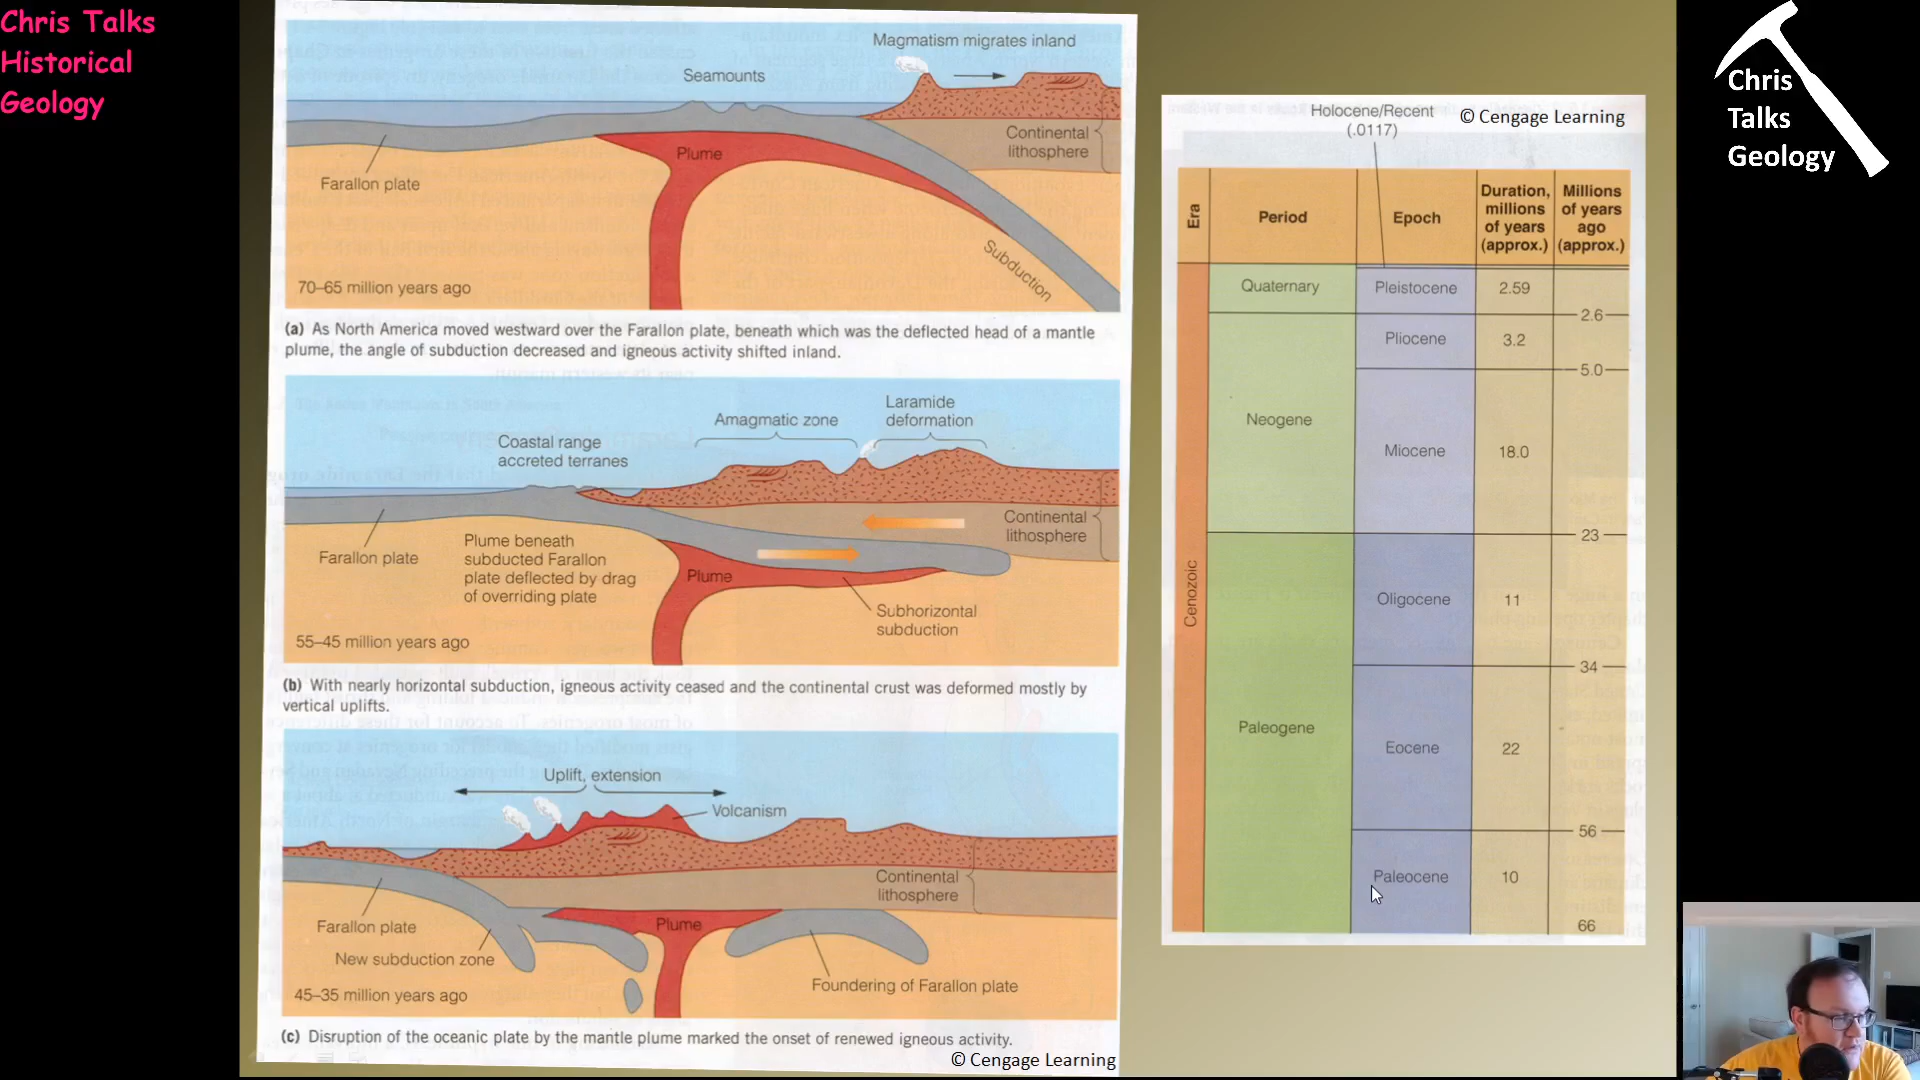 Chris Talks
Historical
Geology
Magmatism migrates inland
Seamounts
Continental
lithosphere
Plume
Farallon plate
Subduction
70–65 million years ago
(a) As North America moved westward over the Farallon plate, beneath which was the deflected head of a mantle
plume, the angle of subduction decreased and igneous activity shifted inland.
Laramide
deformation
Amagmatic zone
Coastal range
accreted terranes
Continental
lithosphere
Farallon plate
Plume beneath
subducted Farallon
plate deflected by drag
of overriding plate
Plume
Subhorizontal
subduction
55–45 million years ago
(b) With nearly horizontal subduction, igneous activity ceased and the continental crust was deformed mostly by
vertical uplifts.
Uplift, extension
Volcanism
Continental
lithosphere
Farallon plate
Plume
New subduction zone
Foundering of Farallon plate
45–35 million years ago
(c) Disruption of the oceanic plate by the mantle plume marked the onset of renewed igneous activity.
© Cengage Learning
Holocene/Recent
(.0117)
© Cengage Learning
Era
Period
Epoch
Duration,
millions
of years
(approx.)
Millions
of years
ago
(approx.)
Quaternary
Pleistocene
2.59
2.6
Pliocene
3.2
5.0
Neogene
Miocene
18.0
23
Cenozoic
Oligocene
11
34
Paleogene
Eocene
22
56
Paleocene
10
66
Chris
Talks
Geology